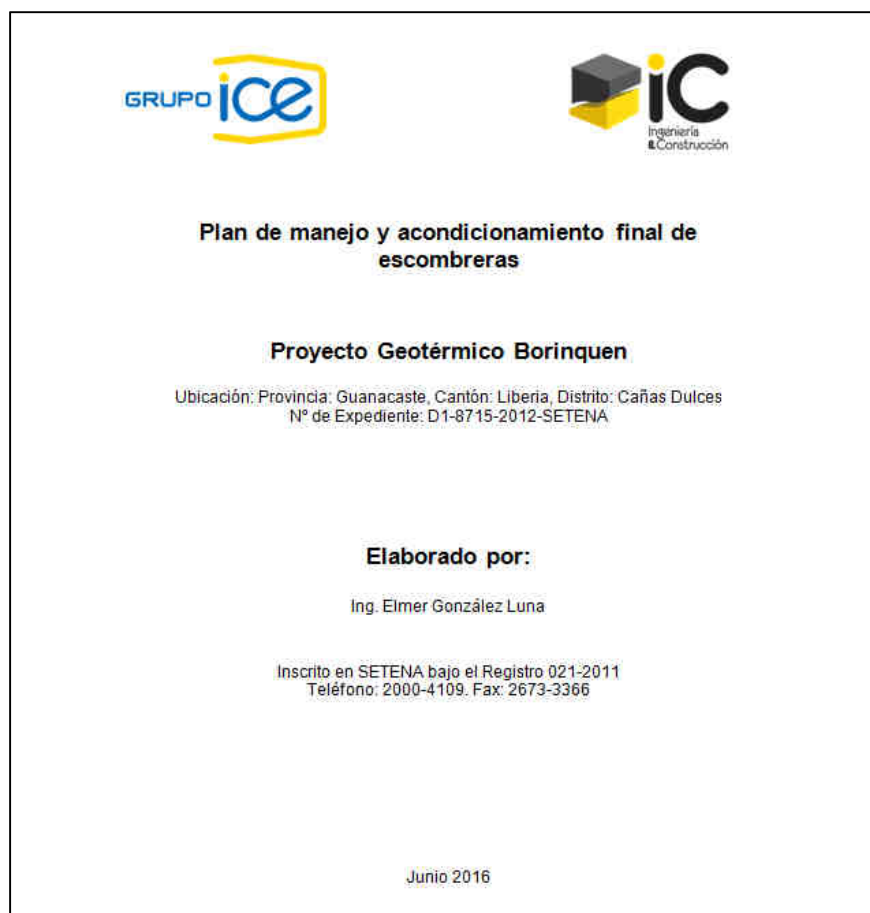 GRUPO ice
iC
Ingeniería
&Construcción
Plan de manejo y acondicionamiento final de
escombreras
Proyecto Geotérmico Borinquen
Ubicación: Provincia: Guanacaste, Cantón: Liberia, Distrito: Cañas Dulces
Nº de Expediente: D1-8715-2012-SETENA
Elaborado por:
Ing. Elmer González Luna
Inscrito en SETENA bajo el Registro 021-2011
Teléfono: 2000-4109. Fax: 2673-3366
Junio 2016